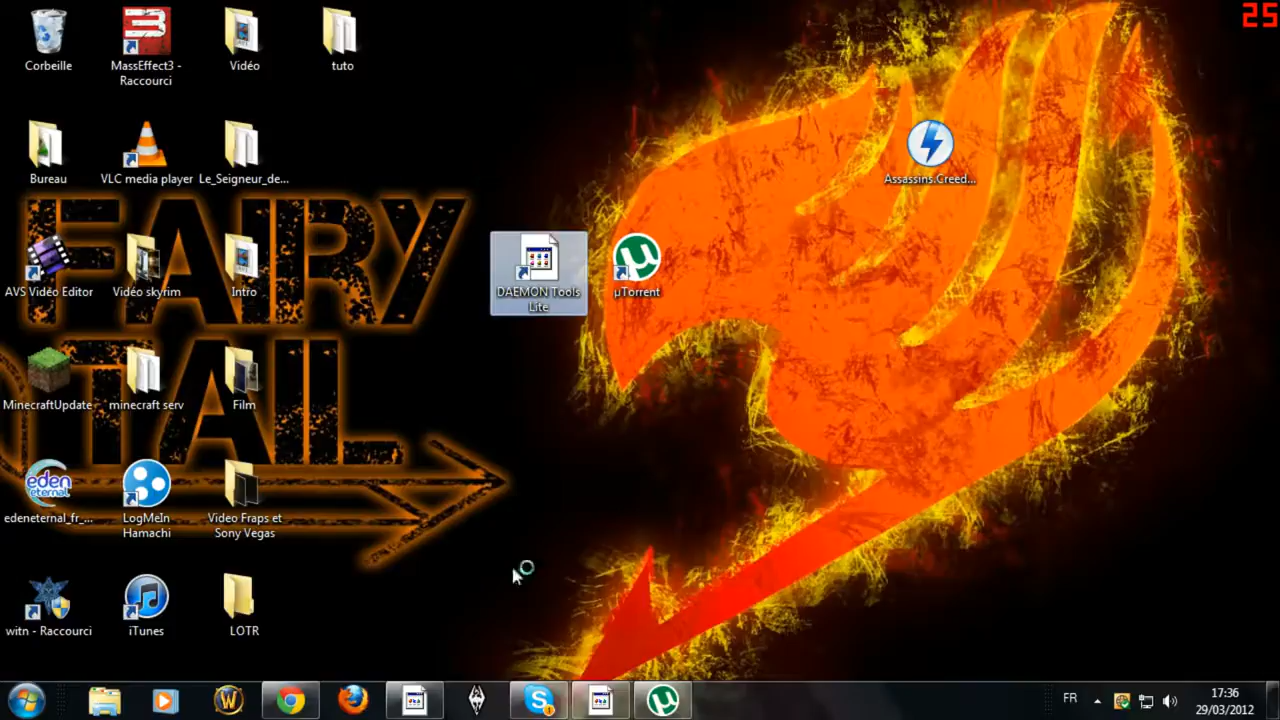 25
Corbeille
MassEffect3 -
Raccourci
Vidéo
tuto
Bureau
VLC media player
Le_Seigneur_de...
Assassins.Creed...
FAIRY
TAIL
AVS Video Editor
Vidéo skyrim
Intro
DAEMON Tools
Lite
µTorrent
MinecraftUpdate
minecraft serv
Film
eden
eternal
edeneternal_fr_...
LogMeIn
Hamachi
Video Fraps et
Sony Vegas
witn - Raccourci
iTunes
LOTR
FR
17:36
29/03/2012